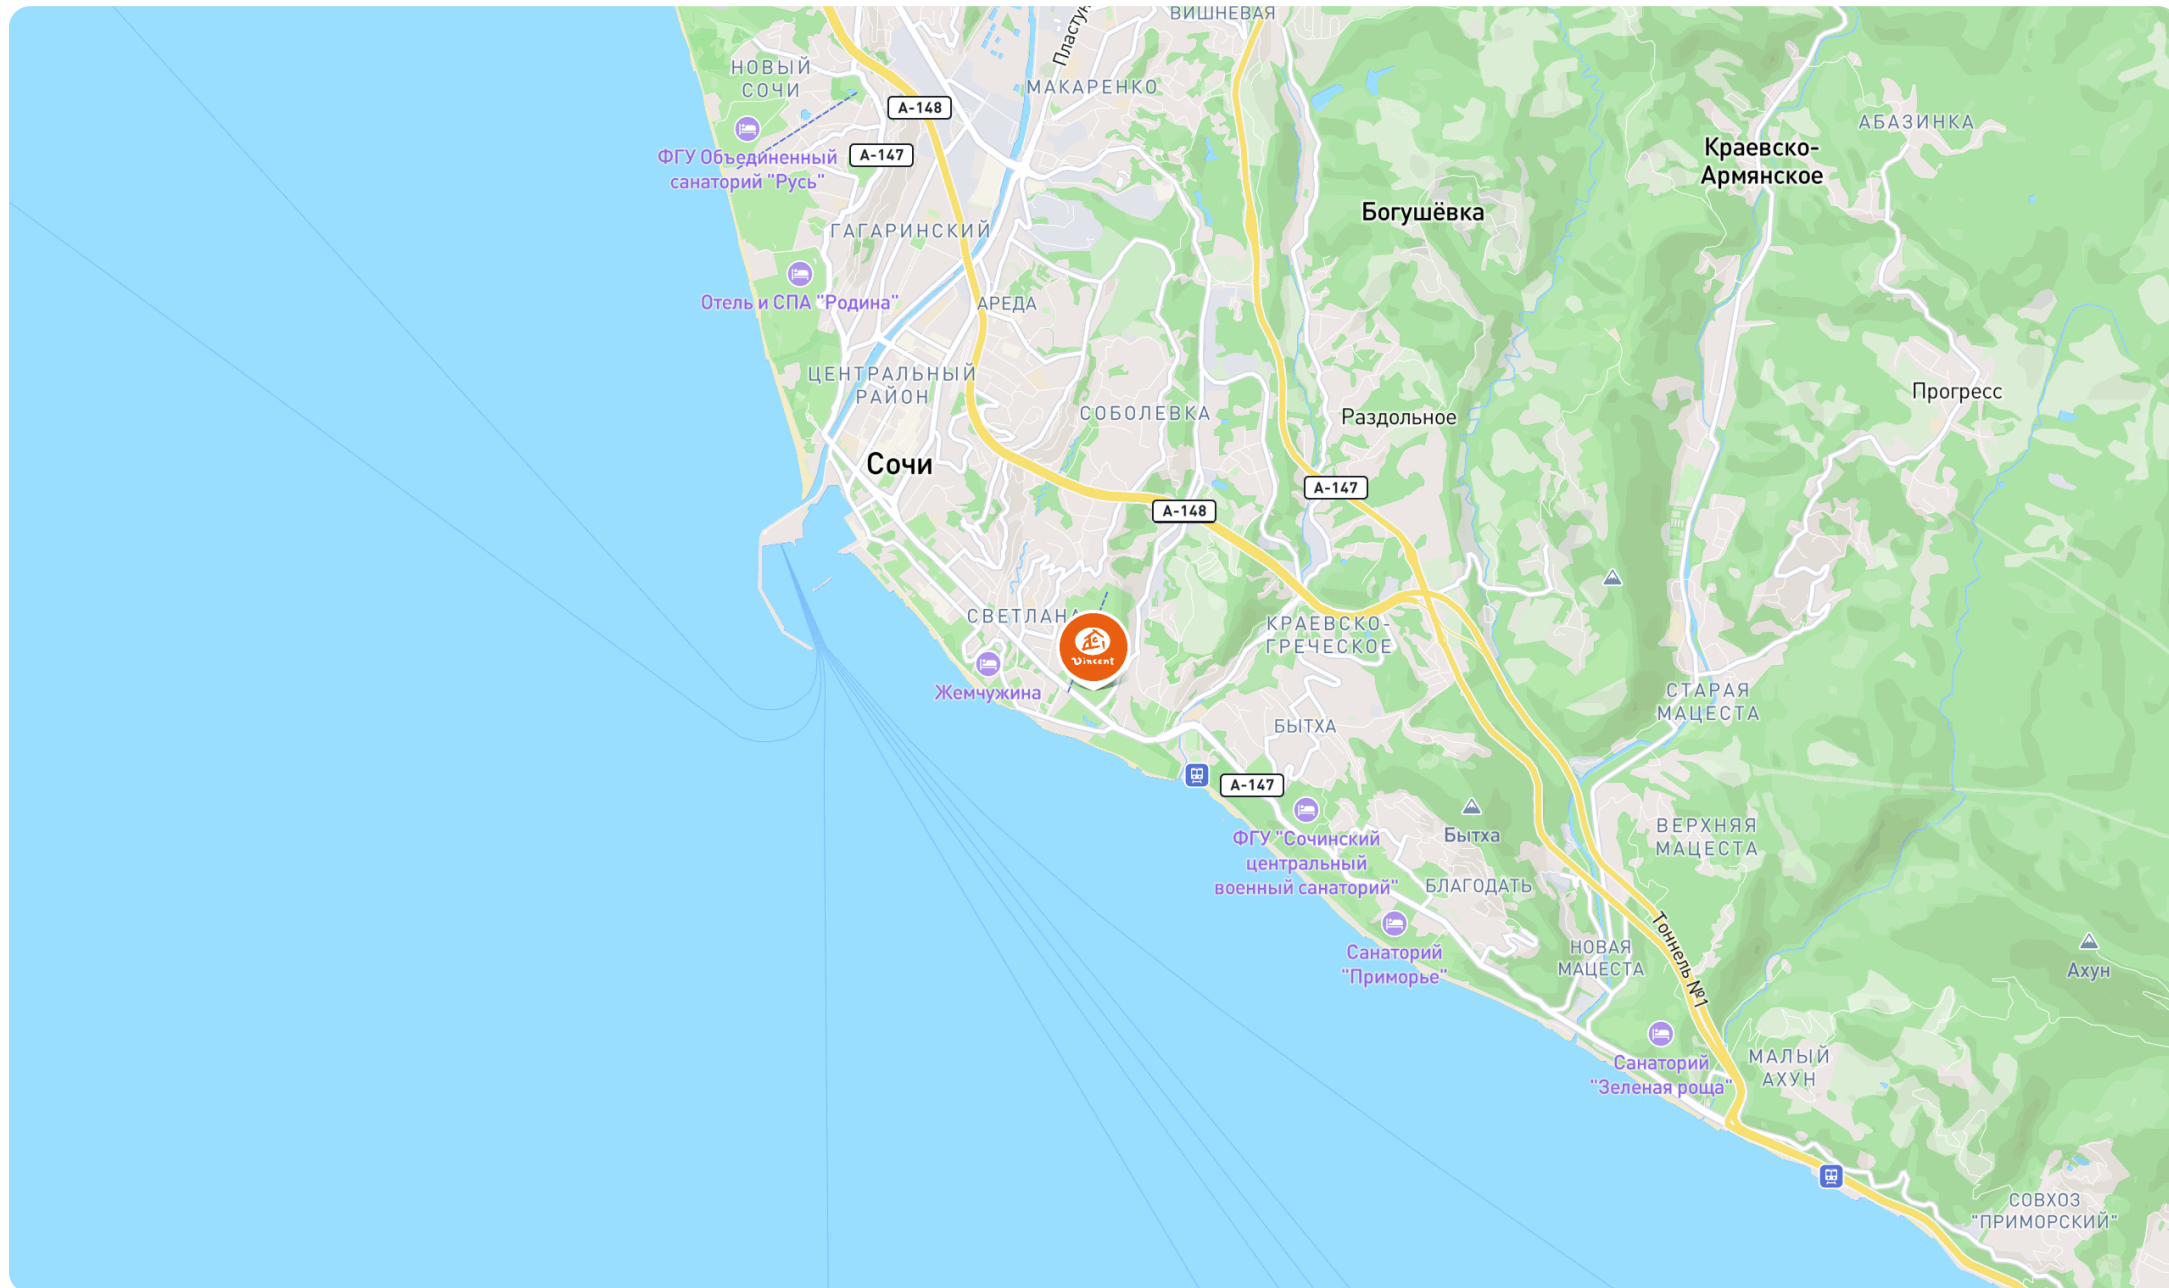 ВИШНЕВАЯ
Пластун
НОВЫЙ
СОЧИ
МАКАРЕНКО
А-148
А-147
ФГУ Объединенный
санаторий "Русь"
АБАЗИНКА
Краевско-
Армянское
Богушёвка
ГАГАРИНСКИЙ
Отель и СПА "Родина"
АРЕДА
ЦЕНТРАЛЬНЫЙ
РАЙОН
СОБОЛЕВКА
Раздольное
Прогресс
Сочи
А-147
А-148
СВЕТЛАНА
Vincent
КРАЕВСКО-
ГРЕЧЕСКОЕ
Жемчужина
СТАРАЯ
МАЦЕСТА
БЫТХА
А-147
ФГУ "Сочинский
центральный
военный санаторий"
Бытха
ВЕРХНЯЯ
МАЦЕСТА
БЛАГОДАТЬ
Санаторий
"Приморье"
НОВАЯ
МАЦЕСТА
Тоннель №1
Ахун
Санаторий
"Зеленая роща"
МАЛЫЙ
АХУН
СОВХОЗ
"ПРИМОРСКИЙ"